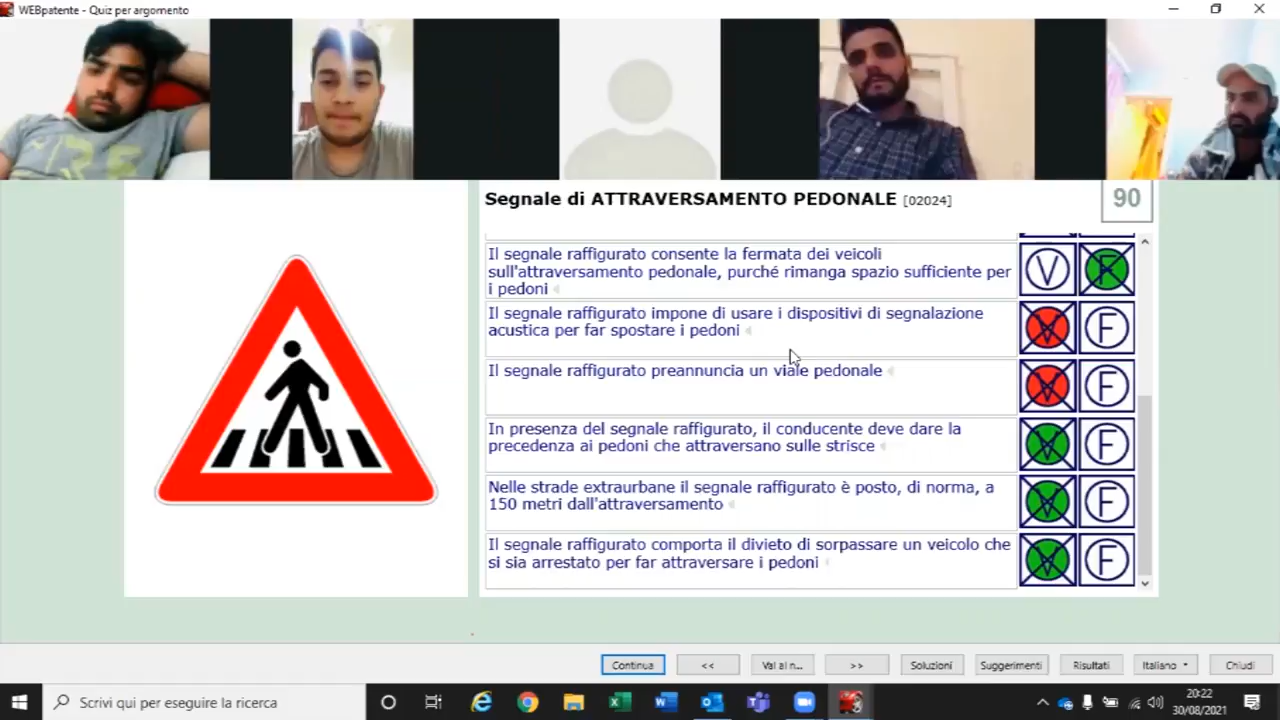 WEBpatente - Quiz per argomento
Segnale di ATTRAVERSAMENTO PEDONALE [02024]
90
Il segnale raffigurato consente la fermata dei veicoli
sull'attraversamento pedonale, purché rimanga spazio sufficiente per
i pedoni
V F
Il segnale raffigurato impone di usare i dispositivi di segnalazione
acustica per far spostare i pedoni
V F
Il segnale raffigurato preannuncia un viale pedonale
V F
In presenza del segnale raffigurato, il conducente deve dare la
precedenza ai pedoni che attraversano sulle strisce
V F
Nelle strade extraurbane il segnale raffigurato è posto, di norma, a
150 metri dall'attraversamento
V F
Il segnale raffigurato comporta il divieto di sorpassare un veicolo che
si sia arrestato per far attraversare i pedoni
V F
Continua << Vai al n... >> Soluzioni Suggerimenti Risultati Italiano Chiudi
Scrivi qui per eseguire la ricerca
20:22
30/08/2021